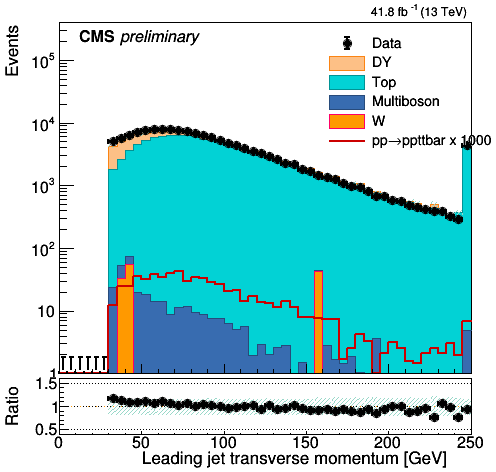 41.8 fb⁻¹ (13 TeV)
CMS preliminary
Events
Data
DY
Top
Multiboson
W
pp→ppttbar x 1000
10⁵
10⁴
10³
10²
10
1
Ratio
1.5
1
0.5
0 50 100 150 200 250
Leading jet transverse momentum [GeV]